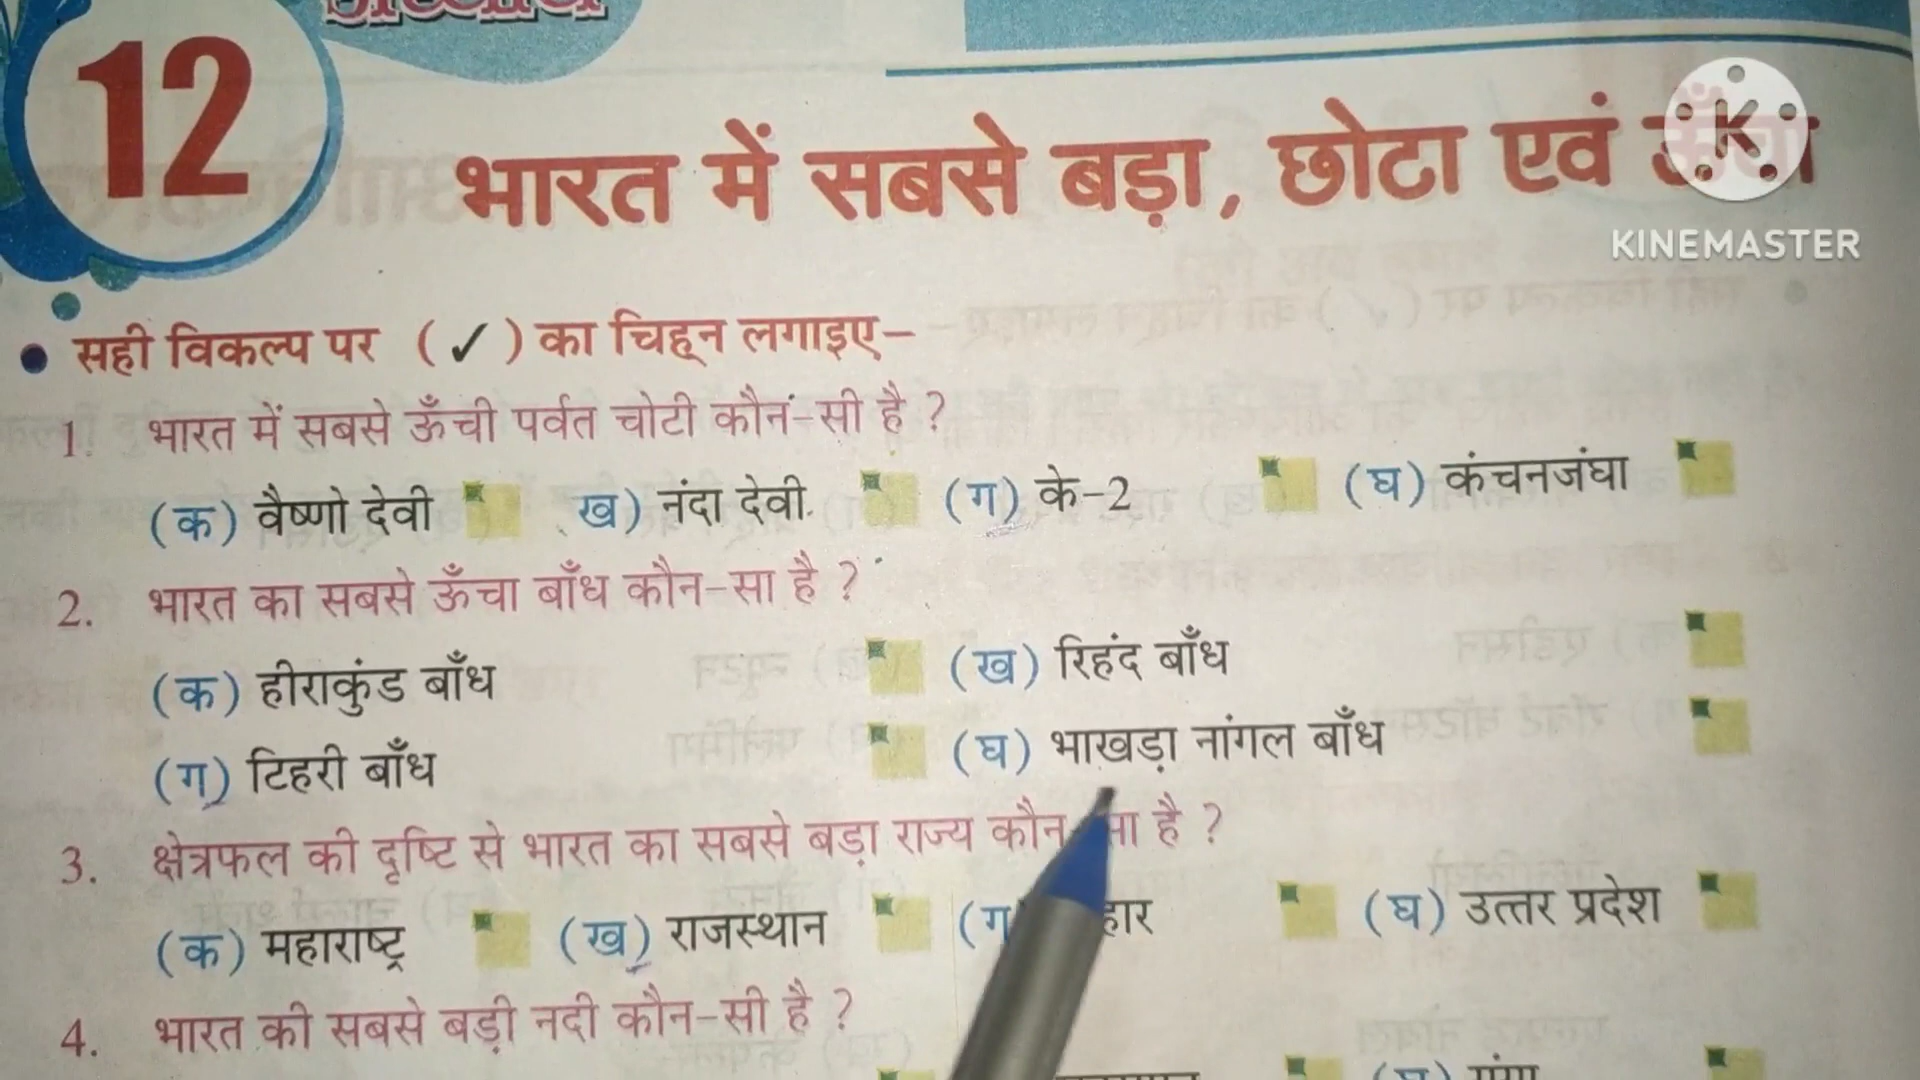 12
भारत में सबसे बड़ा, छोटा एवं
KINEMASTER
सही विकल्प पर (✓) का चिह्न लगाइए–
1. भारत में सबसे ऊँची पर्वत चोटी कौन-सी है ?
(क) वैष्णो देवी ख) नंदा देवी (ग) के-2 (घ) कंचनजंघा
2. भारत का सबसे ऊँचा बाँध कौन-सा है ?
(क) हीराकुंड बाँध (ख) रिहंद बाँध
(ग) टिहरी बाँध (घ) भाखड़ा नांगल बाँध
3. क्षेत्रफल की दृष्टि से भारत का सबसे बड़ा राज्य कौन सा है ?
(क) महाराष्ट्र (ख) राजस्थान (ग (घ) उत्तर प्रदेश
4. भारत की सबसे बड़ी नदी कौन-सी है ?